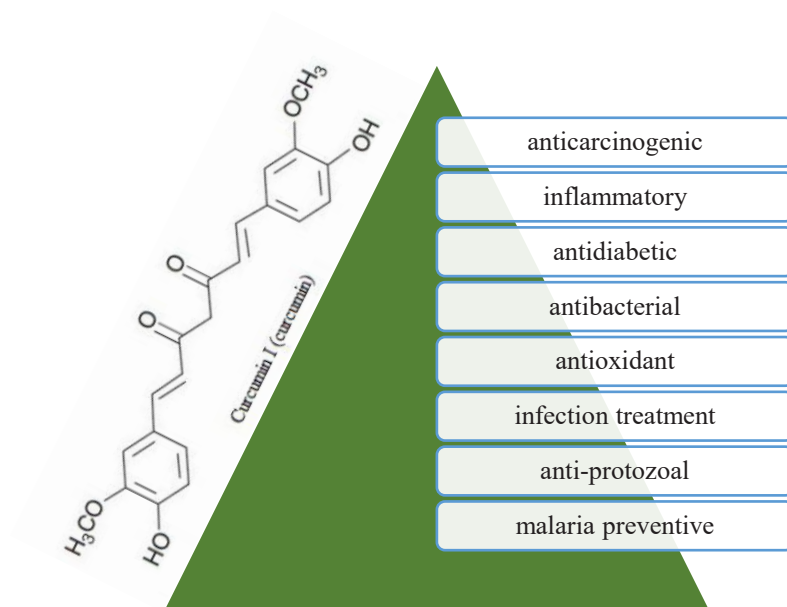 OCH3
OH
O
O
H3CO
HO
Curcumin I (curcumin)
anticarcinogenic
inflammatory
antidiabetic
antibacterial
antioxidant
infection treatment
anti-protozoal
malaria preventive